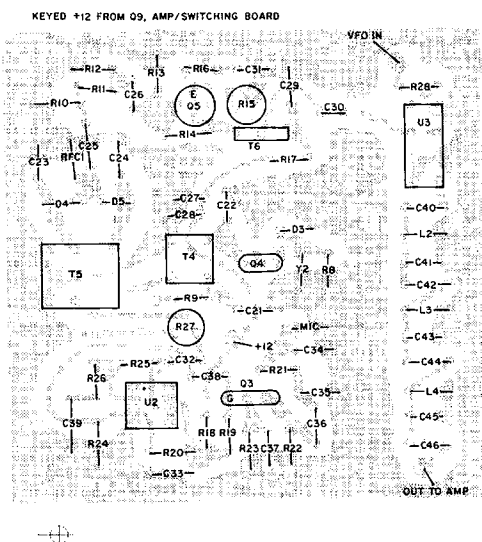 KEYED +12 FROM Q9, AMP/SWITCHING BOARD
VFO IN
R12
R13
R16
C31
R11
C26
E
Q5
R15
C29
R28
R10
C30
U3
R14
T6
C23
RFC1
C25
C24
R17
D4
D5
C27
C28
C22
C40
D3
L2
T5
T4
Q4
Y2
R8
C41
C42
R9
C21
L3
R27
MIC
+12
C43
C34
R25
C32
C44
R26
C38
R21
Q3
U2
G
C35
L4
C39
R24
R18
R19
C36
C45
R20
R23
C37
R22
C46
C33
OUT TO AMP